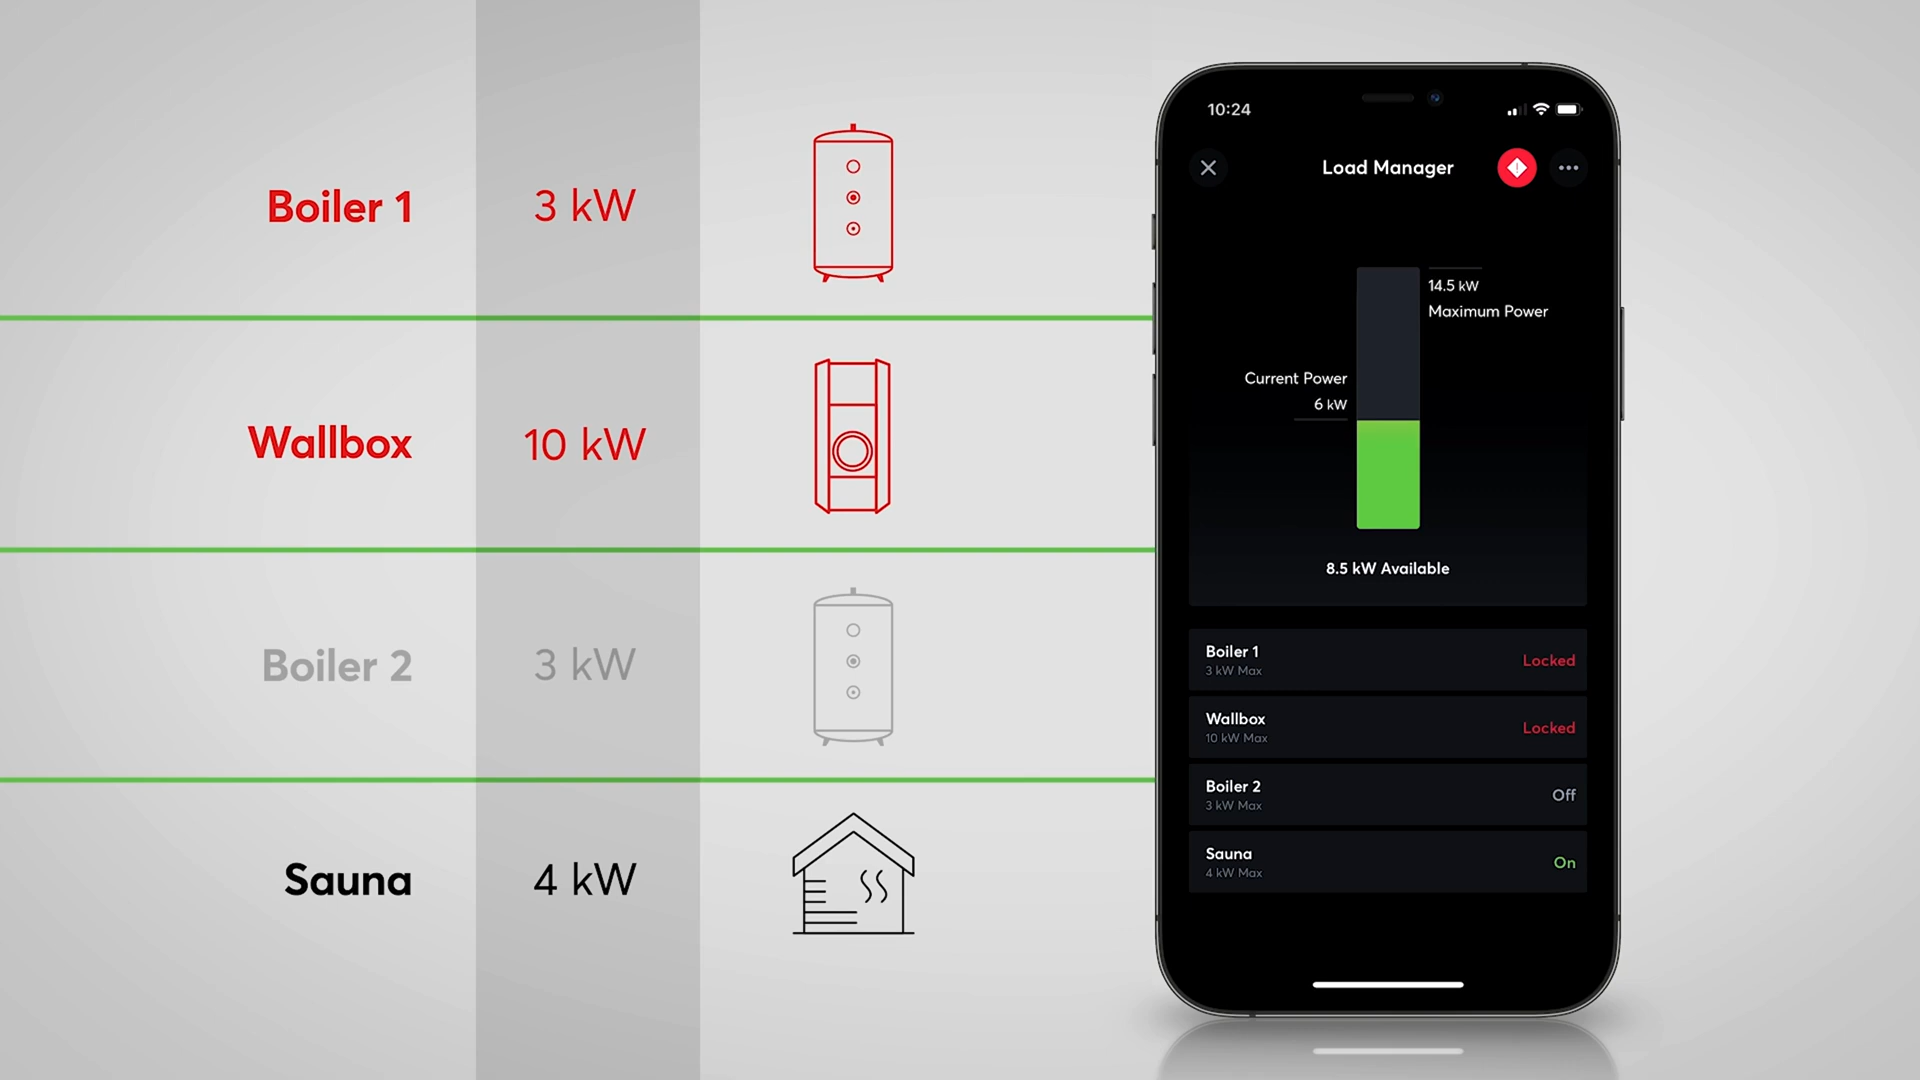 Boiler 1
3 kW
Wallbox
10 kW
Boiler 2
3 kW
Sauna
4 kW
10:24
Load Manager
14.5 kW
Maximum Power
Current Power
6 kW
8.5 kW Available
Boiler 1
3 kW Max
Locked
Wallbox
10 kW Max
Locked
Boiler 2
3 kW Max
Off
Sauna
4 kW Max
On